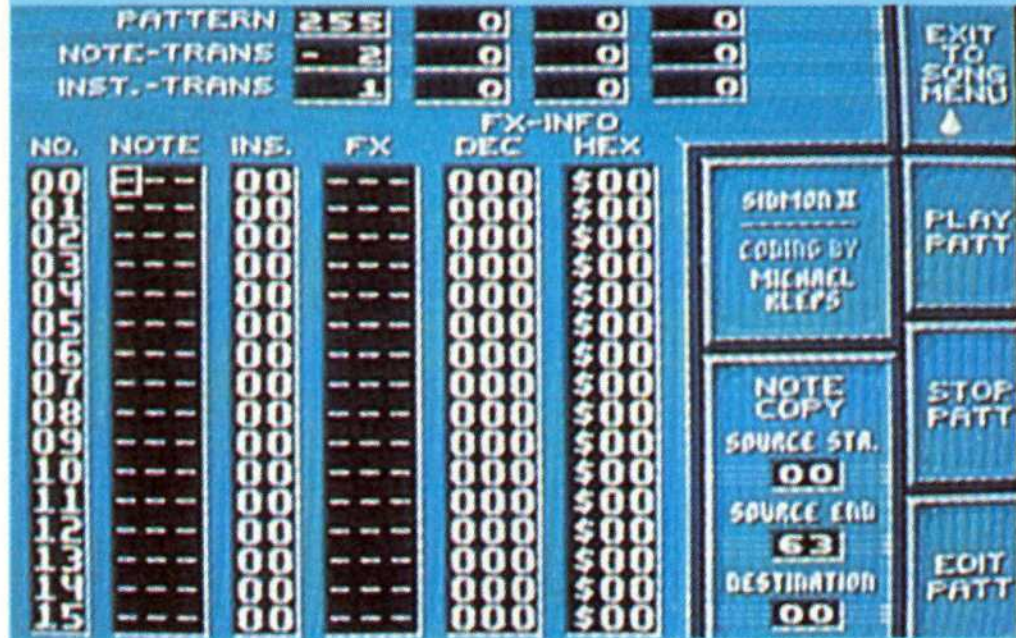 PATTERN 255 0 0 0
NOTE-TRANS - 2 0 0 0
INST.-TRANS 1 0 0 0
EXIT
TO
SONG
MENU
FX-INFO
NO. NOTE INS. FX DEC HEX
00 --- 00 --- 000 $00
01 --- 00 --- 000 $00
02 --- 00 --- 000 $00
03 --- 00 --- 000 $00
04 --- 00 --- 000 $00
05 --- 00 --- 000 $00
06 --- 00 --- 000 $00
07 --- 00 --- 000 $00
08 --- 00 --- 000 $00
09 --- 00 --- 000 $00
10 --- 00 --- 000 $00
11 --- 00 --- 000 $00
12 --- 00 --- 000 $00
13 --- 00 --- 000 $00
14 --- 00 --- 000 $00
15 --- 00 --- 000 $00
SIDMON II
CODING BY
MICHAEL
KLEPS
NOTE
COPY
SOURCE STA.
00
SOURCE END
63
DESTINATION
00
PLAY
PATT
STOP
PATT
EDIT
PATT